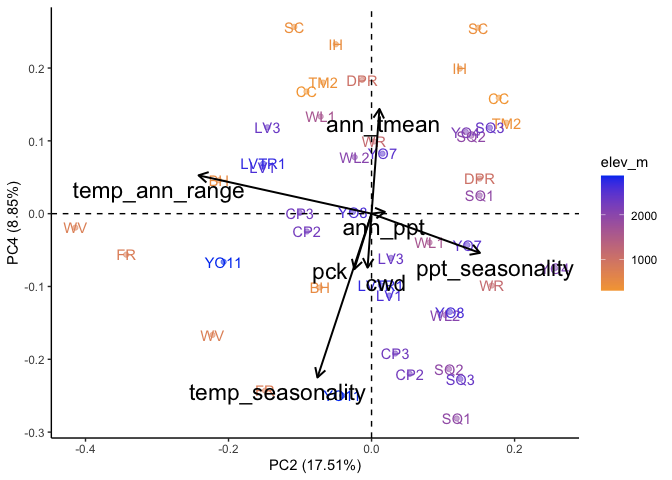 SC
SC
IH
IH
0.2
DPR
TM2
OC
OC
WL1
TM2
LV3
ann_tmean
YO4
SQ3
SQ2
0.1
WR
WL2
YO7
LVTR1
LV1
DPR
elev_m
BH
temp_ann_range
SQ1
2000
1000
PC4 (8.85%)
0.0
CP3
YO8
WV
CP2
ann_ppt
WL1
YO7
FR
YO11
LV3
pck
ppt_seasonality
YO4
BH
cwd
LVTR1
LV1
WR
-0.1
WL2
YO8
WV
CP3
-0.2
CP2
SQ2
SQ3
temp_seasonality
FR
YO11
SQ1
-0.3
-0.4
-0.2
0.0
0.2
PC2 (17.51%)